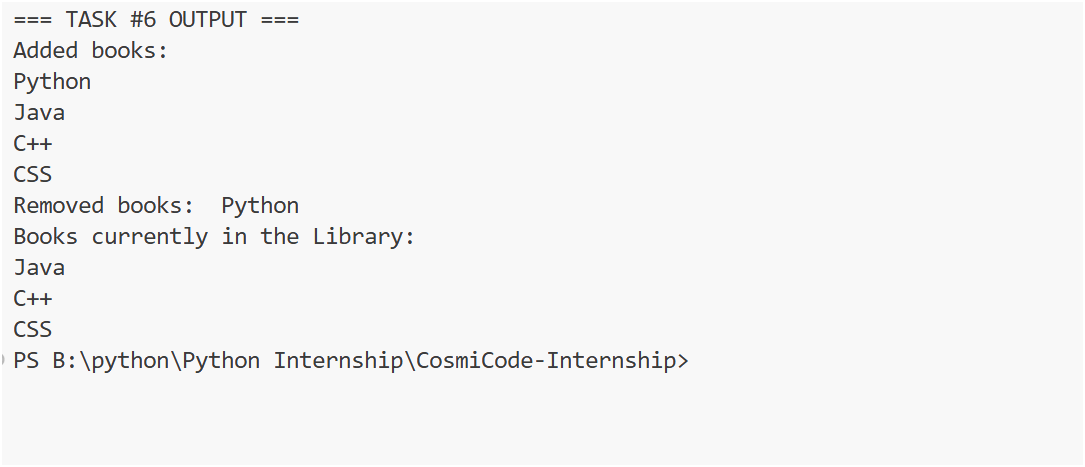 === TASK #6 OUTPUT ===
Added books:
Python
Java
C++
CSS
Removed books:  Python
Books currently in the Library:
Java
C++
CSS
PS B:\python\Python Internship\CosmiCode-Internship>